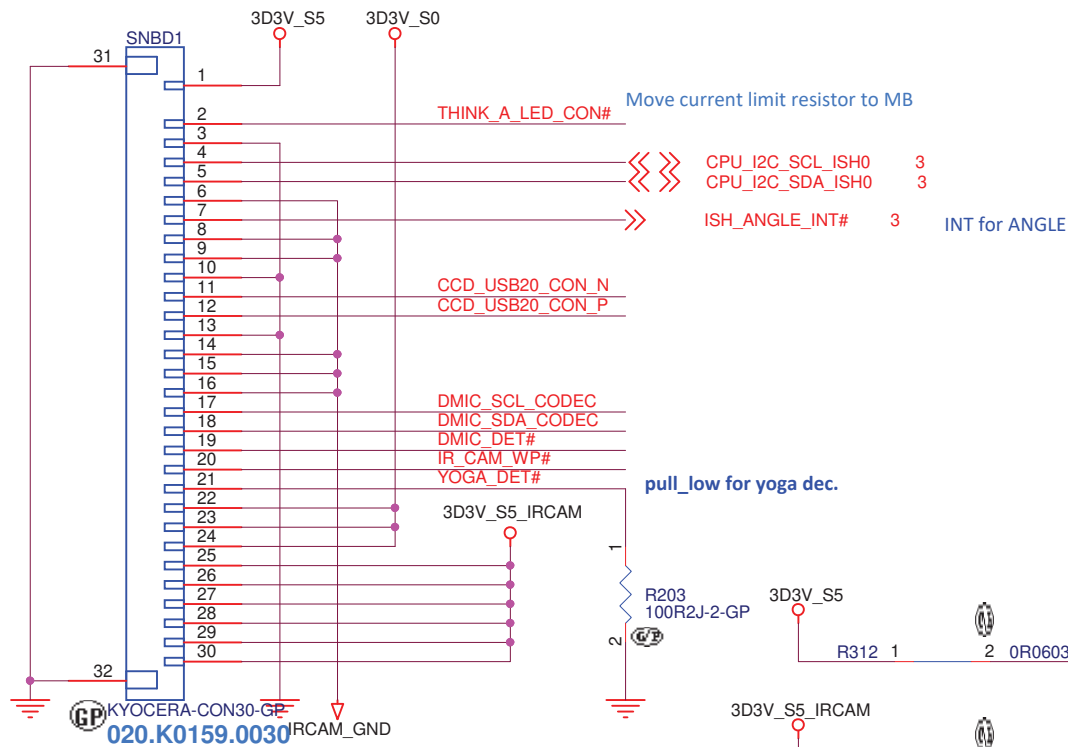 3D3V_S5 3D3V_S0
SNBD1
31
1
2 THINK_A_LED_CON# Move current limit resistor to MB
3
4 CPU_I2C_SCL_ISH0 3
5 CPU_I2C_SDA_ISH0 3
6
7 ISH_ANGLE_INT# 3 INT for ANGLE
8
9
10
11 CCD_USB20_CON_N
12 CCD_USB20_CON_P
13
14
15
16
17 DMIC_SCL_CODEC
18 DMIC_SDA_CODEC
19 DMIC_DET#
20 IR_CAM_WP#
21 YOGA_DET# pull_low for yoga dec.
22
23 3D3V_S5_IRCAM
24
25
26
27
28
29
30
1
R203
100R2J-2-GP
2 G/P
3D3V_S5
R312 1 2 0R0603
32
GP KYOCERA-CON30-GP
020.K0159.0030
IRCAM_GND
3D3V_S5_IRCAM